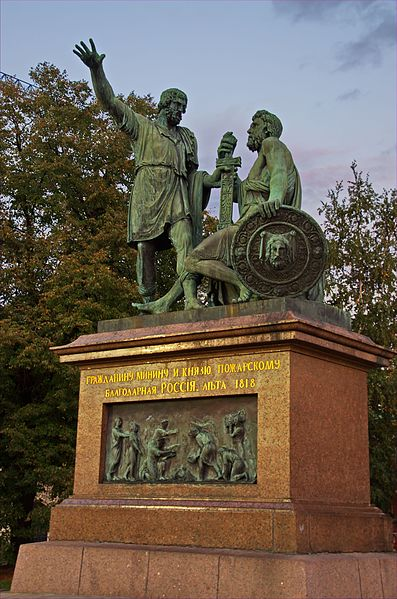 ГРАЖДАНИНУ МИНИНУ И КНЯЗЮ ПОЖАРСКОМУ
БЛАГОДАРНАЯ РОССІЯ. ЛѢТА 1818